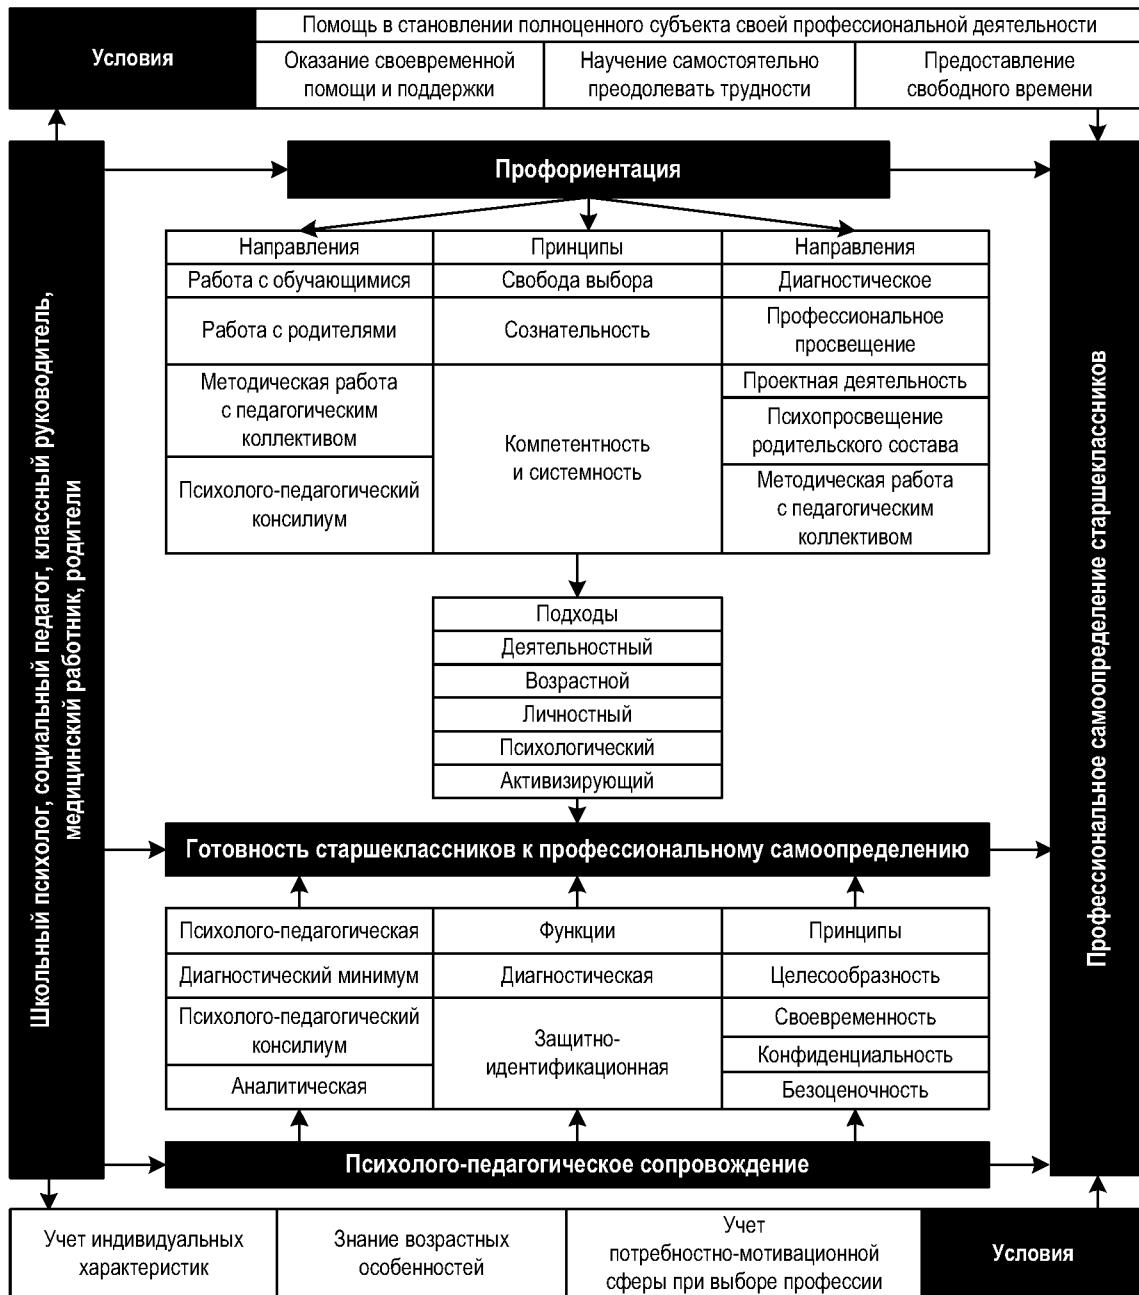 Условия
Помощь в становлении полноценного субъекта своей профессиональной деятельности
Оказание своевременной
помощи и поддержки
Научение самостоятельно
преодолевать трудности
Предоставление
свободного времени
Школьный психолог, социальный педагог, классный руководитель,
медицинский работник, родители
Профориентация
Направления
Работа с обучающимися
Работа с родителями
Методическая работа
с педагогическим
коллективом
Психолого-педагогический
консилиум
Принципы
Свобода выбора
Сознательность
Компетентность
и системность
Направления
Диагностическое
Профессиональное
просвещение
Проектная деятельность
Психопросвещение
родительского состава
Методическая работа
с педагогическим
коллективом
Подходы
Деятельностный
Возрастной
Личностный
Психологический
Активизирующий
Готовность старшеклассников к профессиональному самоопределению
Психолого-педагогическая
Диагностический минимум
Психолого-педагогический
консилиум
Аналитическая
Функции
Диагностическая
Защитно-
идентификационная
Принципы
Целесообразность
Своевременность
Конфиденциальность
Безоценочность
Психолого-педагогическое сопровождение
Профессиональное самоопределение старшеклассников
Учет индивидуальных
характеристик
Знание возрастных
особенностей
Учет
потребностно-мотивационной
сферы при выборе профессии
Условия